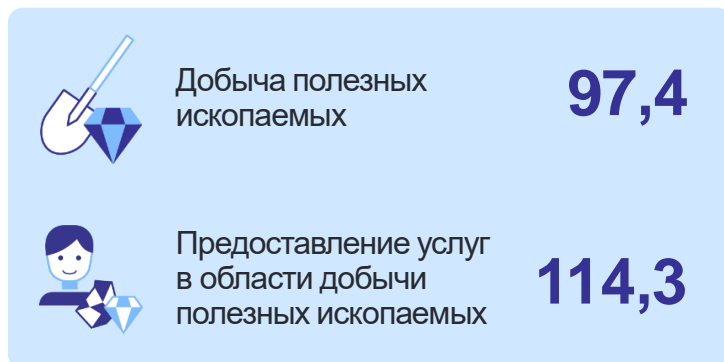 Добыча полезных
ископаемых
97,4
Предоставление услуг
в области добычи
полезных ископаемых
114,3